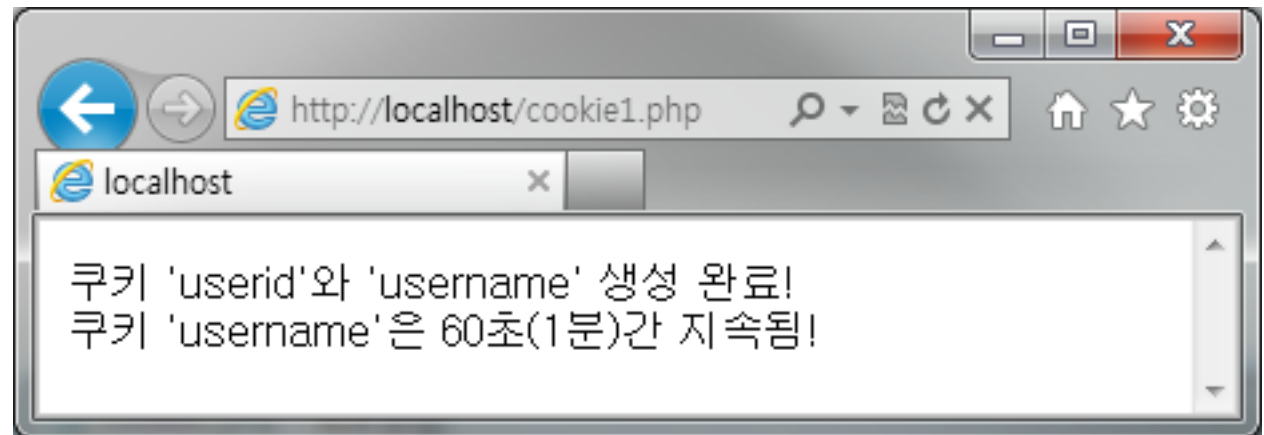 http://localhost/cookie1.php
localhost
쿠키 'userid'와 'username' 생성 완료!
쿠키 'username'은 60초(1분)간 지속됨!